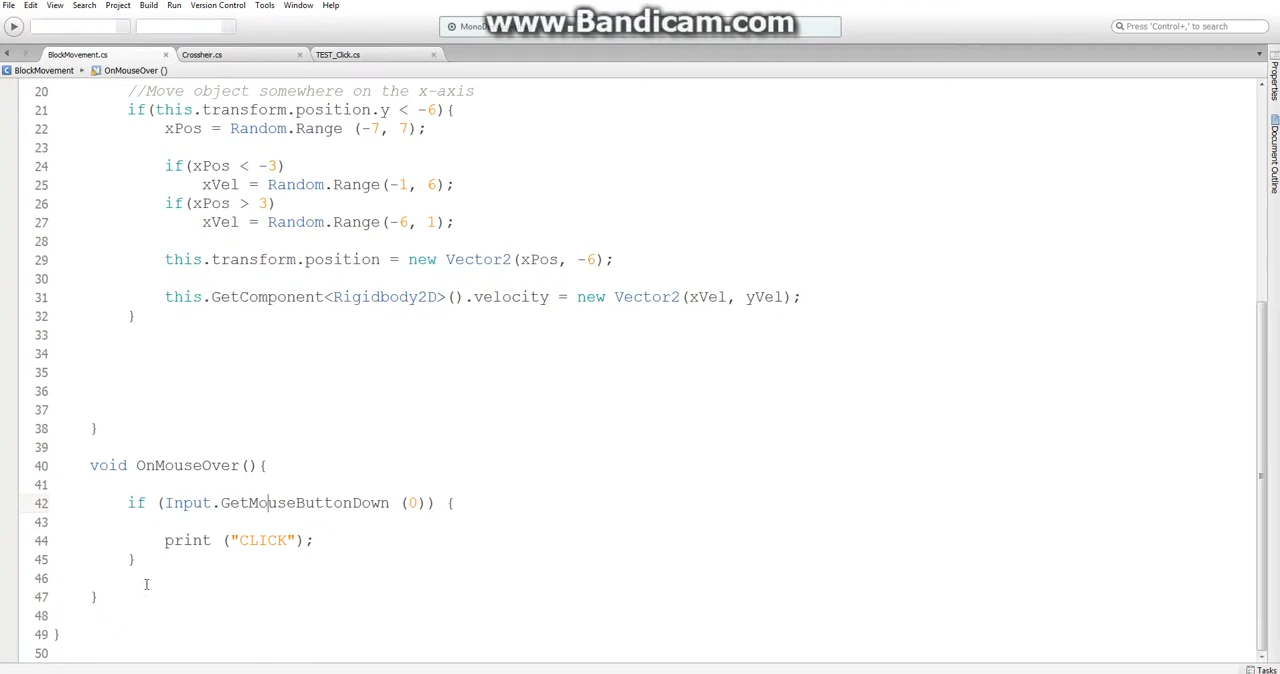 File Edit View Search Project Build Run Version Control Tools Window Help
MonoD
www.Bandicam.com
Press 'Control+,' to search
BlockMovement.cs Crossheir.cs TEST_Click.cs
BlockMovement OnMouseOver ()
20 //Move object somewhere on the x-axis
21 if(this.transform.position.y < -6){
22 xPos = Random.Range (-7, 7);
23
24 if(xPos < -3)
25 xVel = Random.Range(-1, 6);
26 if(xPos > 3)
27 xVel = Random.Range(-6, 1);
28
29 this.transform.position = new Vector2(xPos, -6);
30
31 this.GetComponent<Rigidbody2D>().velocity = new Vector2(xVel, yVel);
32 }
33
34
35
36
37
38 }
39
40 void OnMouseOver(){
41
42 if (Input.GetMouseButtonDown (0)) {
43
44 print ("CLICK");
45 }
46
47 }
48
49 }
50
Properties
Document Outline
Tasks